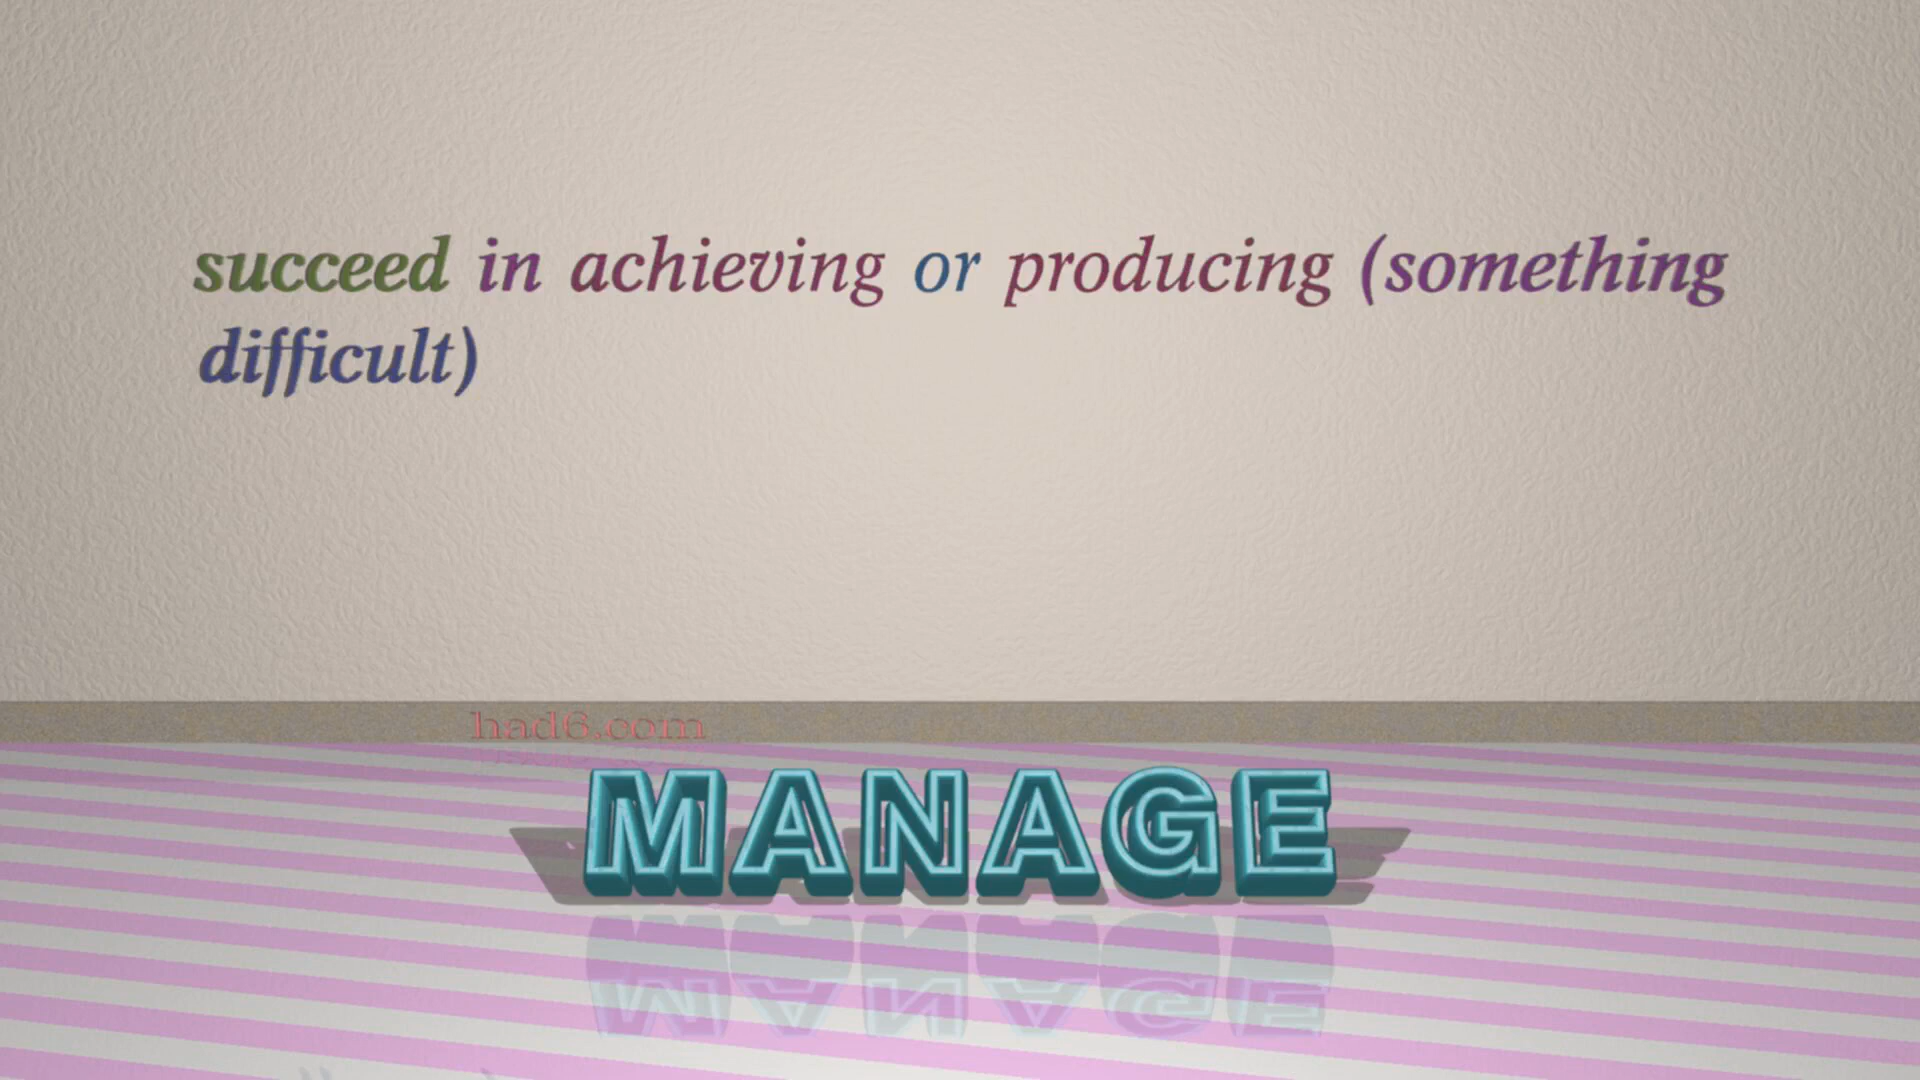 succeed in achieving or producing (something
difficult)
had6.com
MANAGE